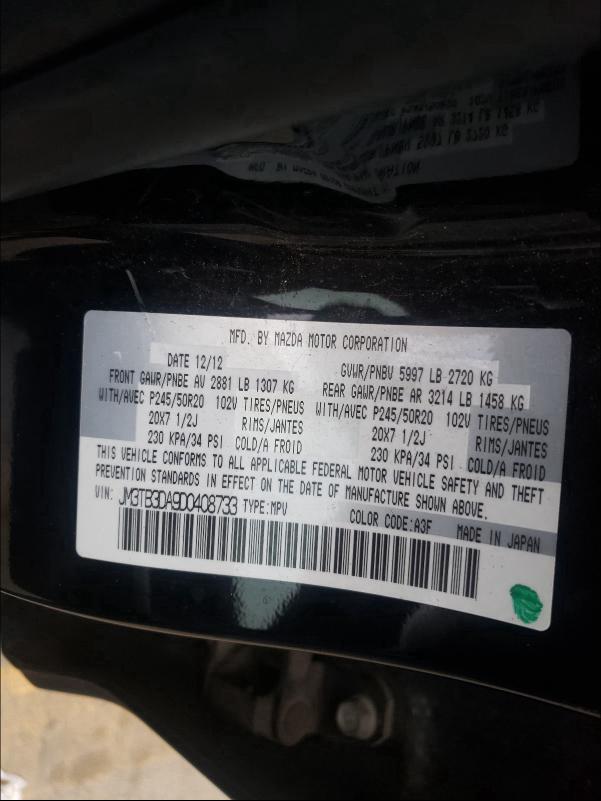 MFD. BY MAZDA MOTOR CORPORATION
DATE 12/12 GVWR/PNBV 5997 LB 2720 KG
FRONT GAWR/PNBE AV 2881 LB 1307 KG REAR GAWR/PNBE AR 3214 LB 1458 KG
WITH/AVEC P245/50R20 102V TIRES/PNEUS WITH/AVEC P245/50R20 102V TIRES/PNEUS
20X7 1/2J RIMS/JANTES 20X7 1/2J RIMS/JANTES
230 KPA/34 PSI COLD/A FROID 230 KPA/34 PSI COLD/A FROID
THIS VEHICLE CONFORMS TO ALL APPLICABLE FEDERAL MOTOR VEHICLE SAFETY AND THEFT
PREVENTION STANDARDS IN EFFECT ON THE DATE OF MANUFACTURE SHOWN ABOVE.
VIN: JM3TB3DA9D0408733 TYPE:MPV COLOR CODE:A3F MADE IN JAPAN